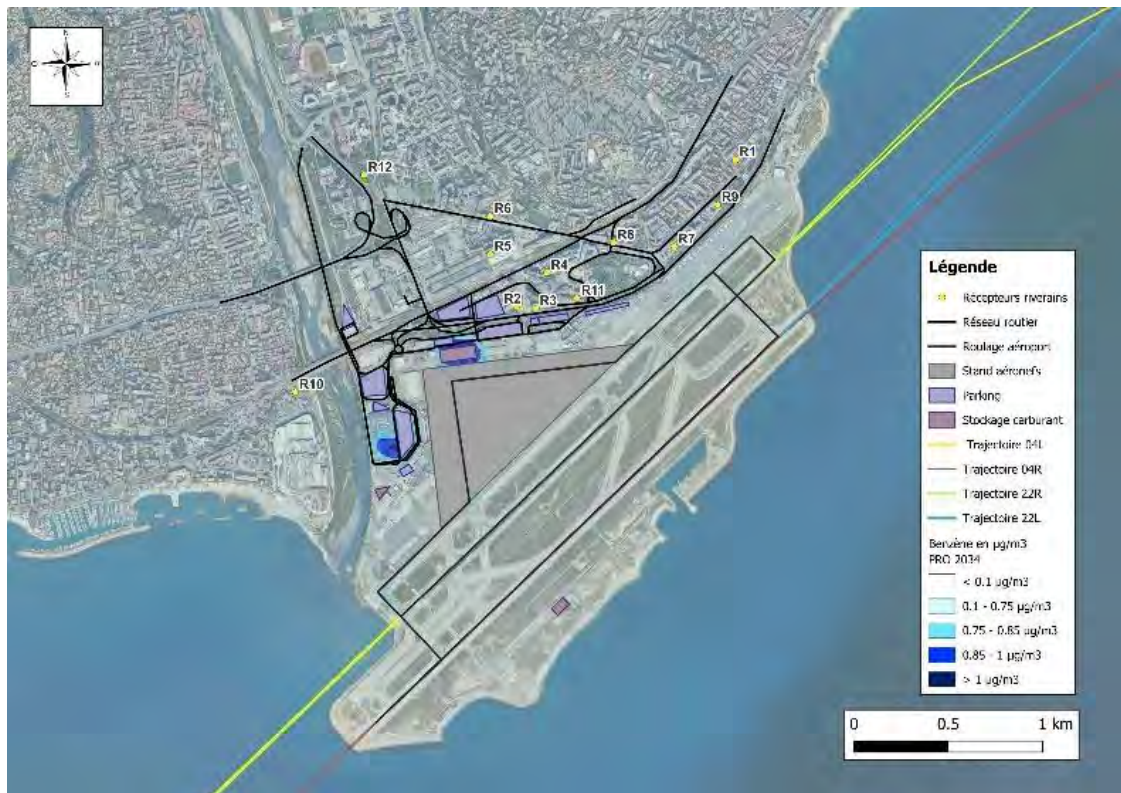 N
O
E
S
R1
R12
R9
R6
R8
R7
R5
R4
R11
R2
R3
R10
Légende
Récepteurs riverains
Réseau routier
Roulage aéroport
Stand aéronefs
Parking
Stockage carburant
Trajectoire 04L
Trajectoire 04R
Trajectoire 22R
Trajectoire 22L
Benzène en µg/m3
PRO 2034
< 0.1 µg/m3
0.1 - 0.75 µg/m3
0.75 - 0.85 µg/m3
0.85 - 1 µg/m3
> 1 µg/m3
0 0.5 1 km